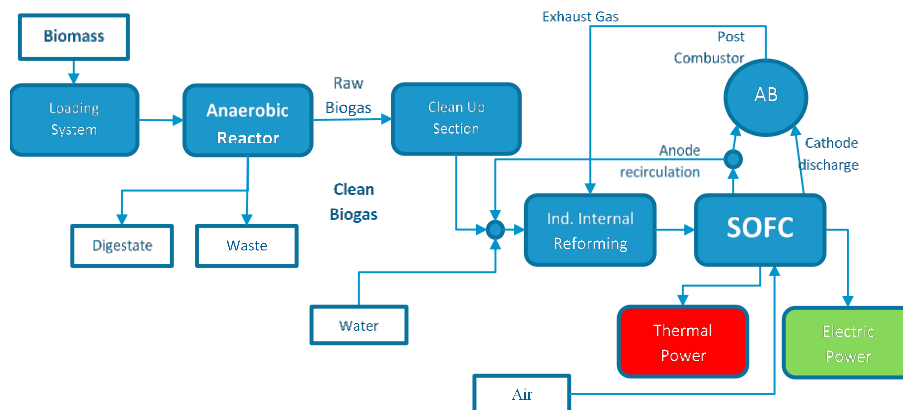 Biomass
Exhaust Gas
Post
Combustor
AB
Loading
System
Anaerobic
Reactor
Raw
Biogas
Clean Up
Section
Anode
recirculation
Cathode
discharge
Clean
Biogas
Digestate
Waste
Ind. Internal
Reforming
SOFC
Water
Thermal
Power
Electric
Power
Air